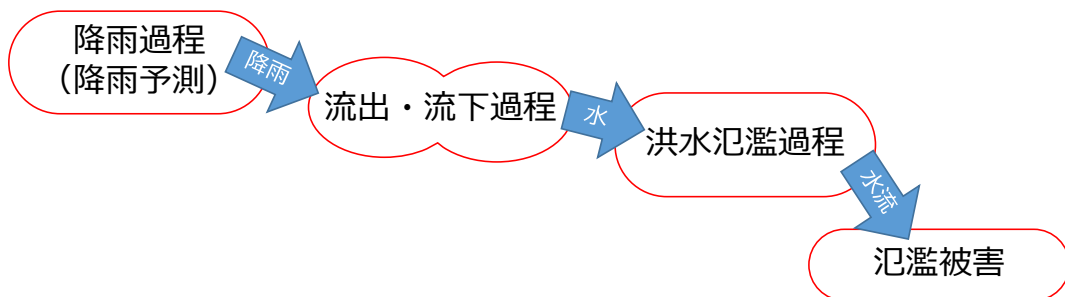 降雨過程
（降雨予測）
降雨
流出・流下過程
水
洪水氾濫過程
水流
氾濫被害